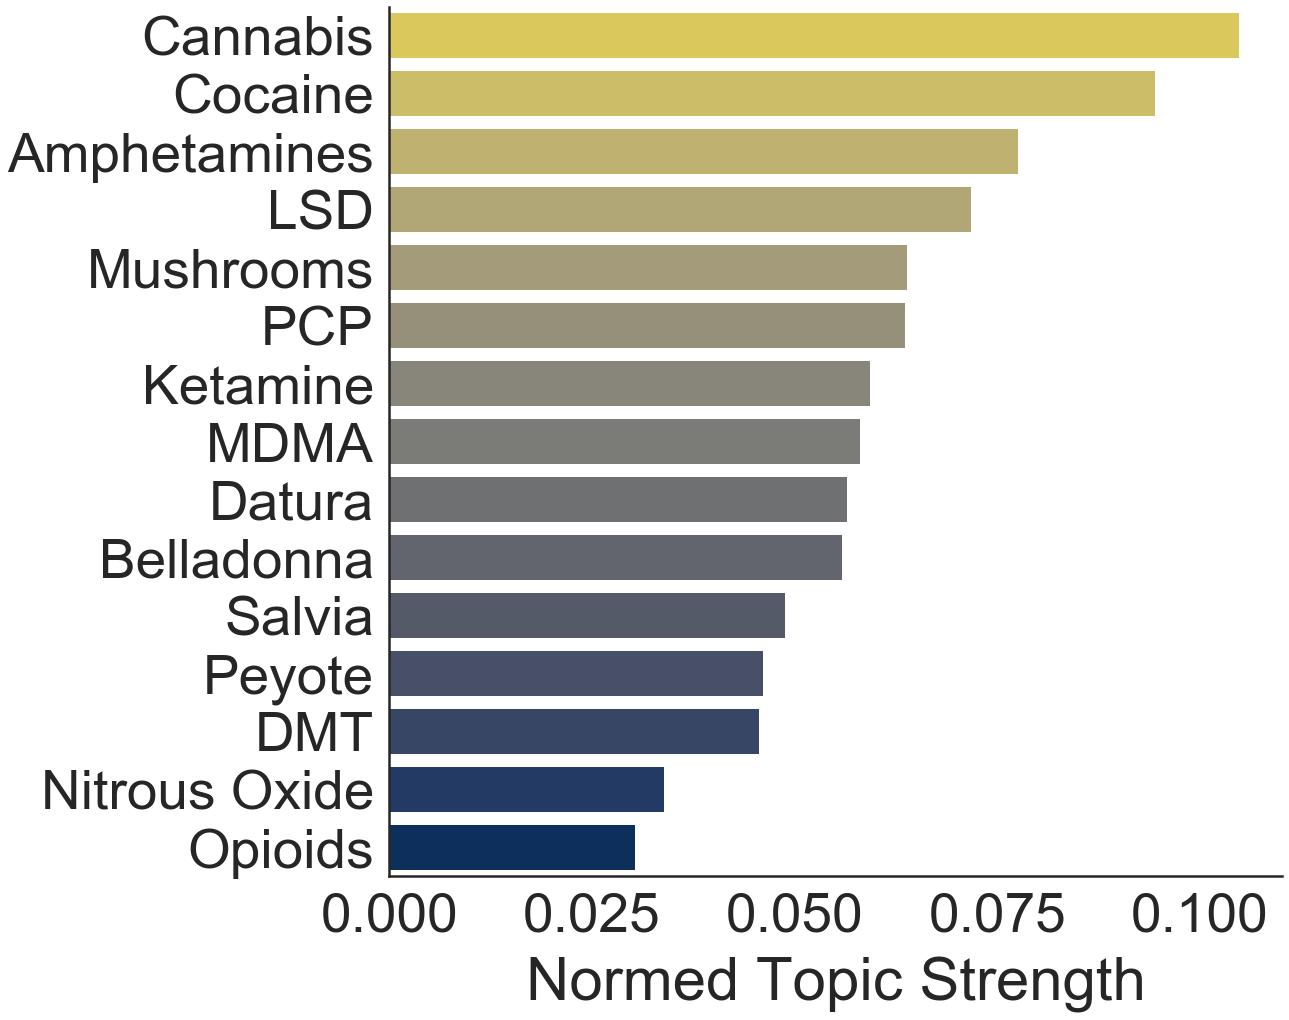 Cannabis
Cocaine
Amphetamines
LSD
Mushrooms
PCP
Ketamine
MDMA
Datura
Belladonna
Salvia
Peyote
DMT
Nitrous Oxide
Opioids
0.000 0.025 0.050 0.075 0.100
Normed Topic Strength